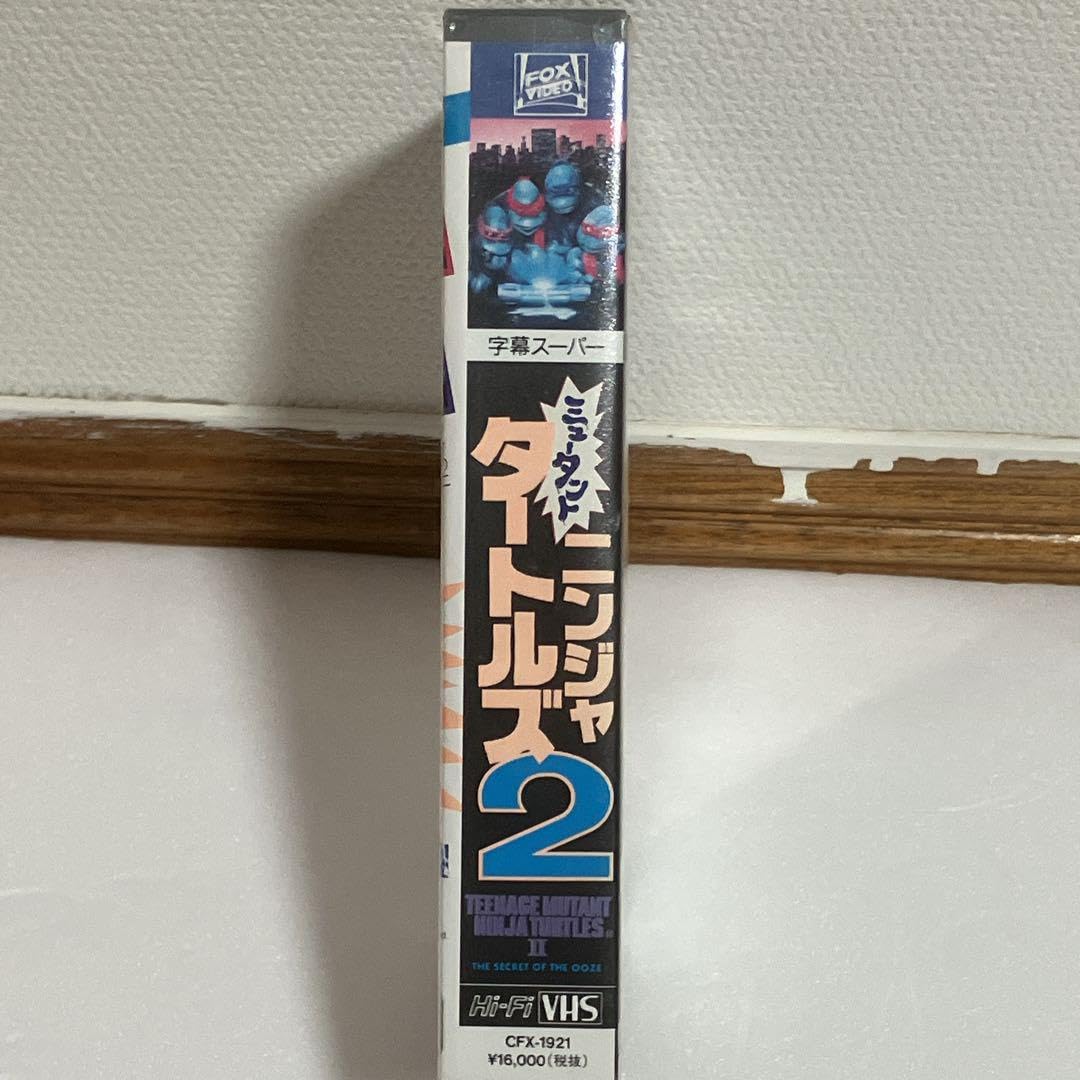 FOX
VIDEO
字幕スーパー
ミュータント
ニンジャ
タートルズ
2
TEENAGE MUTANT
NINJA TURTLES
II
THE SECRET OF THE OOZE
Hi-Fi VHS
CFX-1921
¥16,000(税抜)